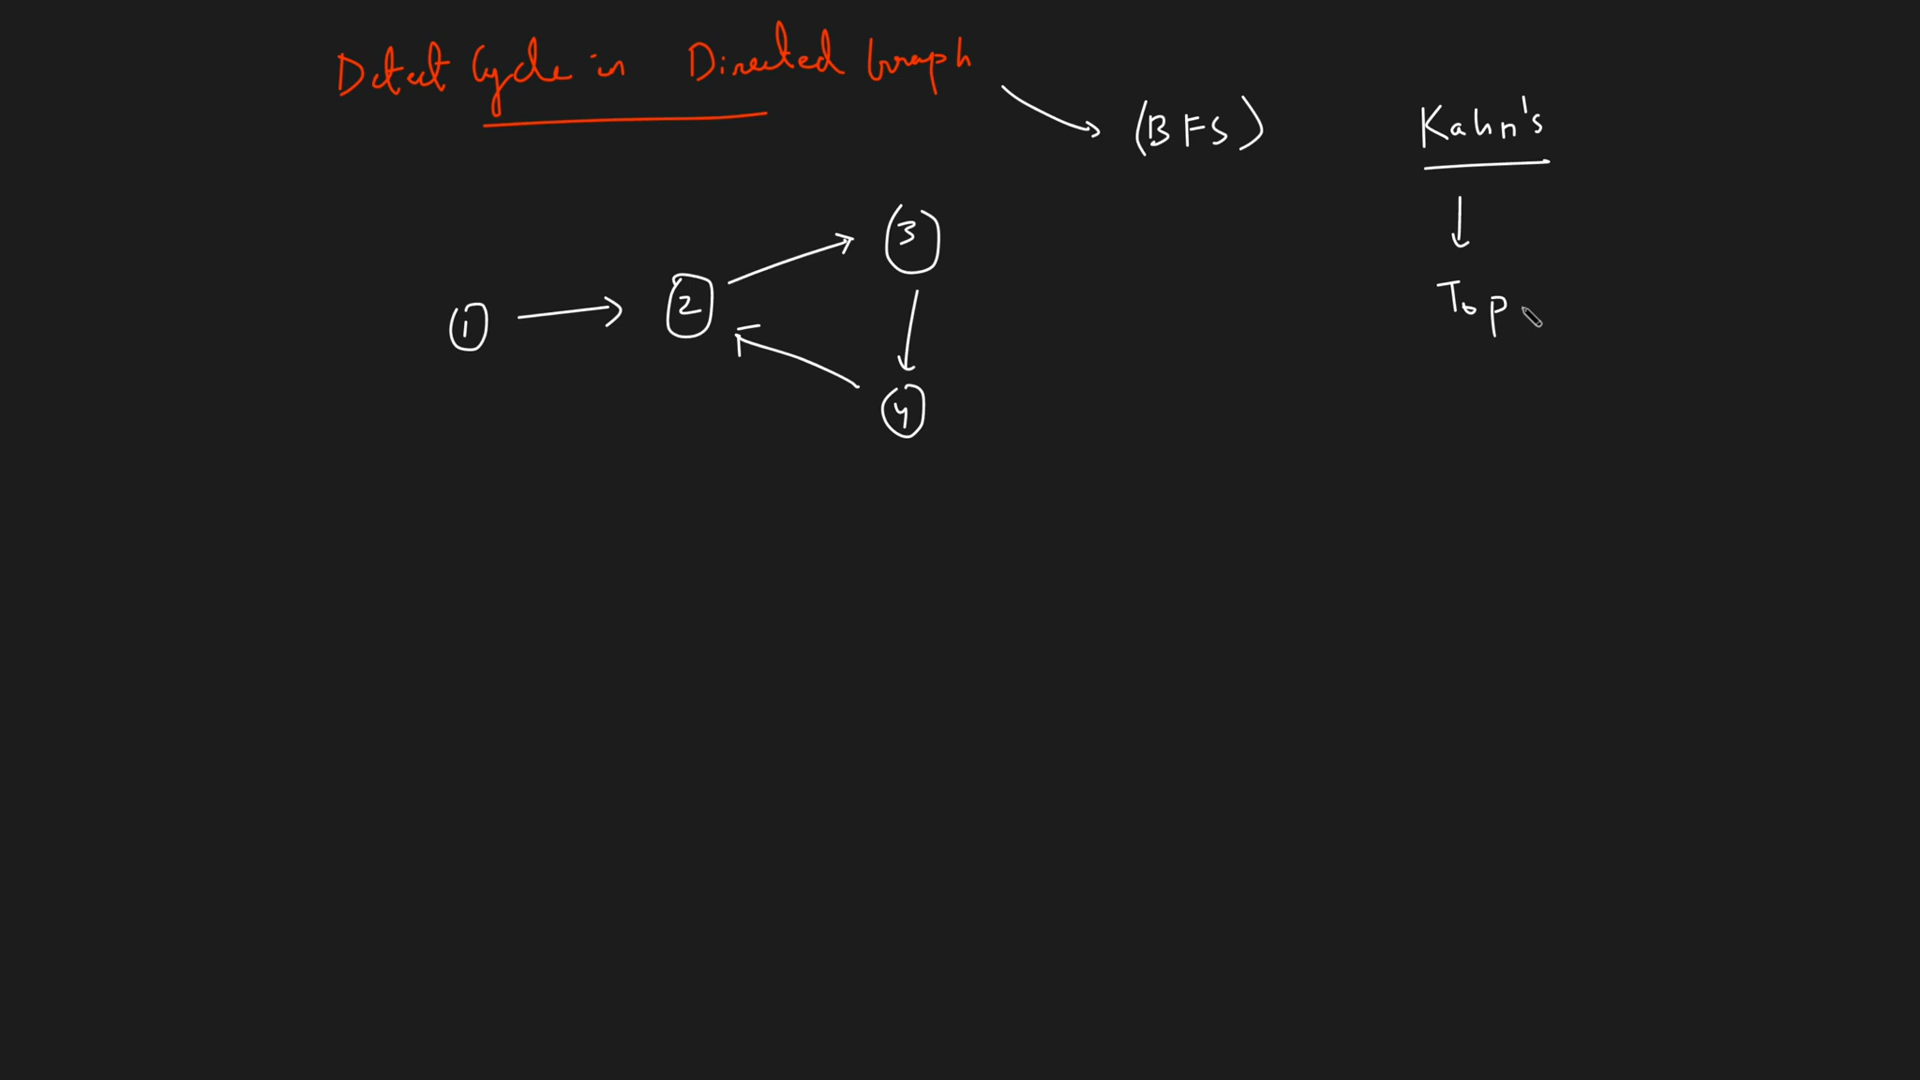 Detect Cycle in Directed Graph
(BFS)
Kahn's
3
2
1
Top
4